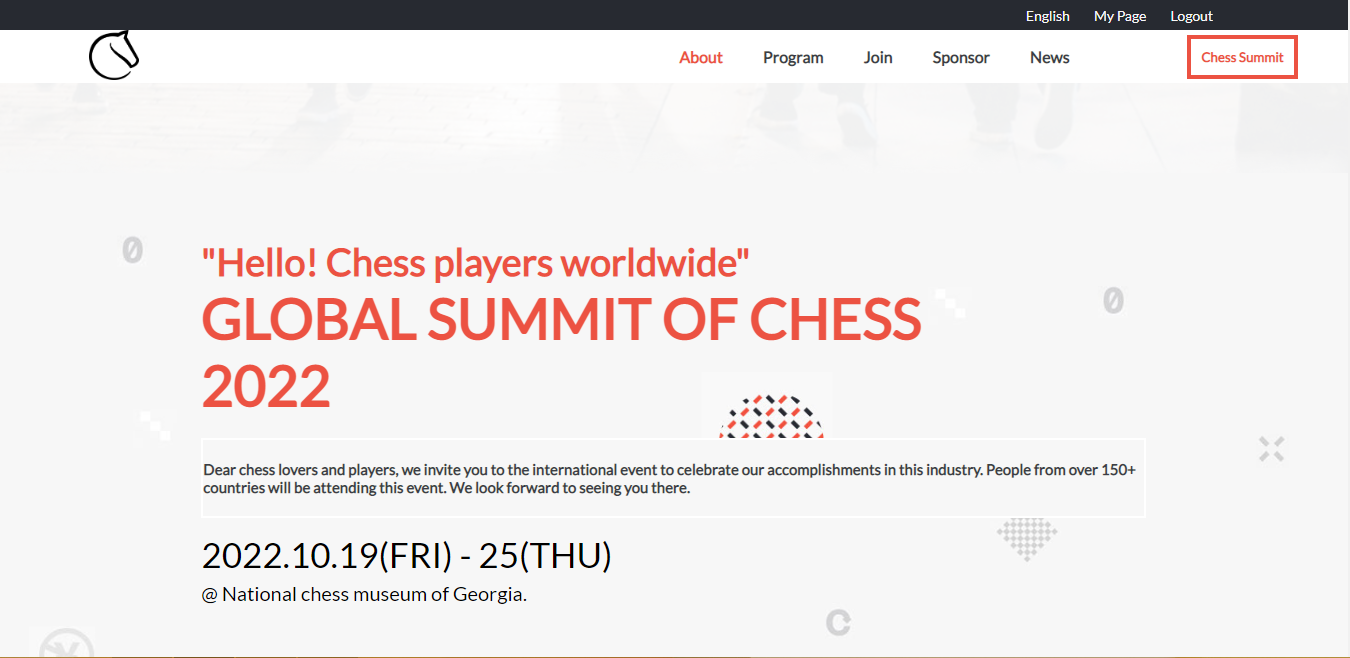 English My Page Logout
About Program Join Sponsor News Chess Summit
"Hello! Chess players worldwide"
GLOBAL SUMMIT OF CHESS
2022
Dear chess lovers and players, we invite you to the international event to celebrate our accomplishments in this industry. People from over 150+
countries will be attending this event. We look forward to seeing you there.
2022.10.19(FRI) - 25(THU)
@ National chess museum of Georgia.
0
0
C